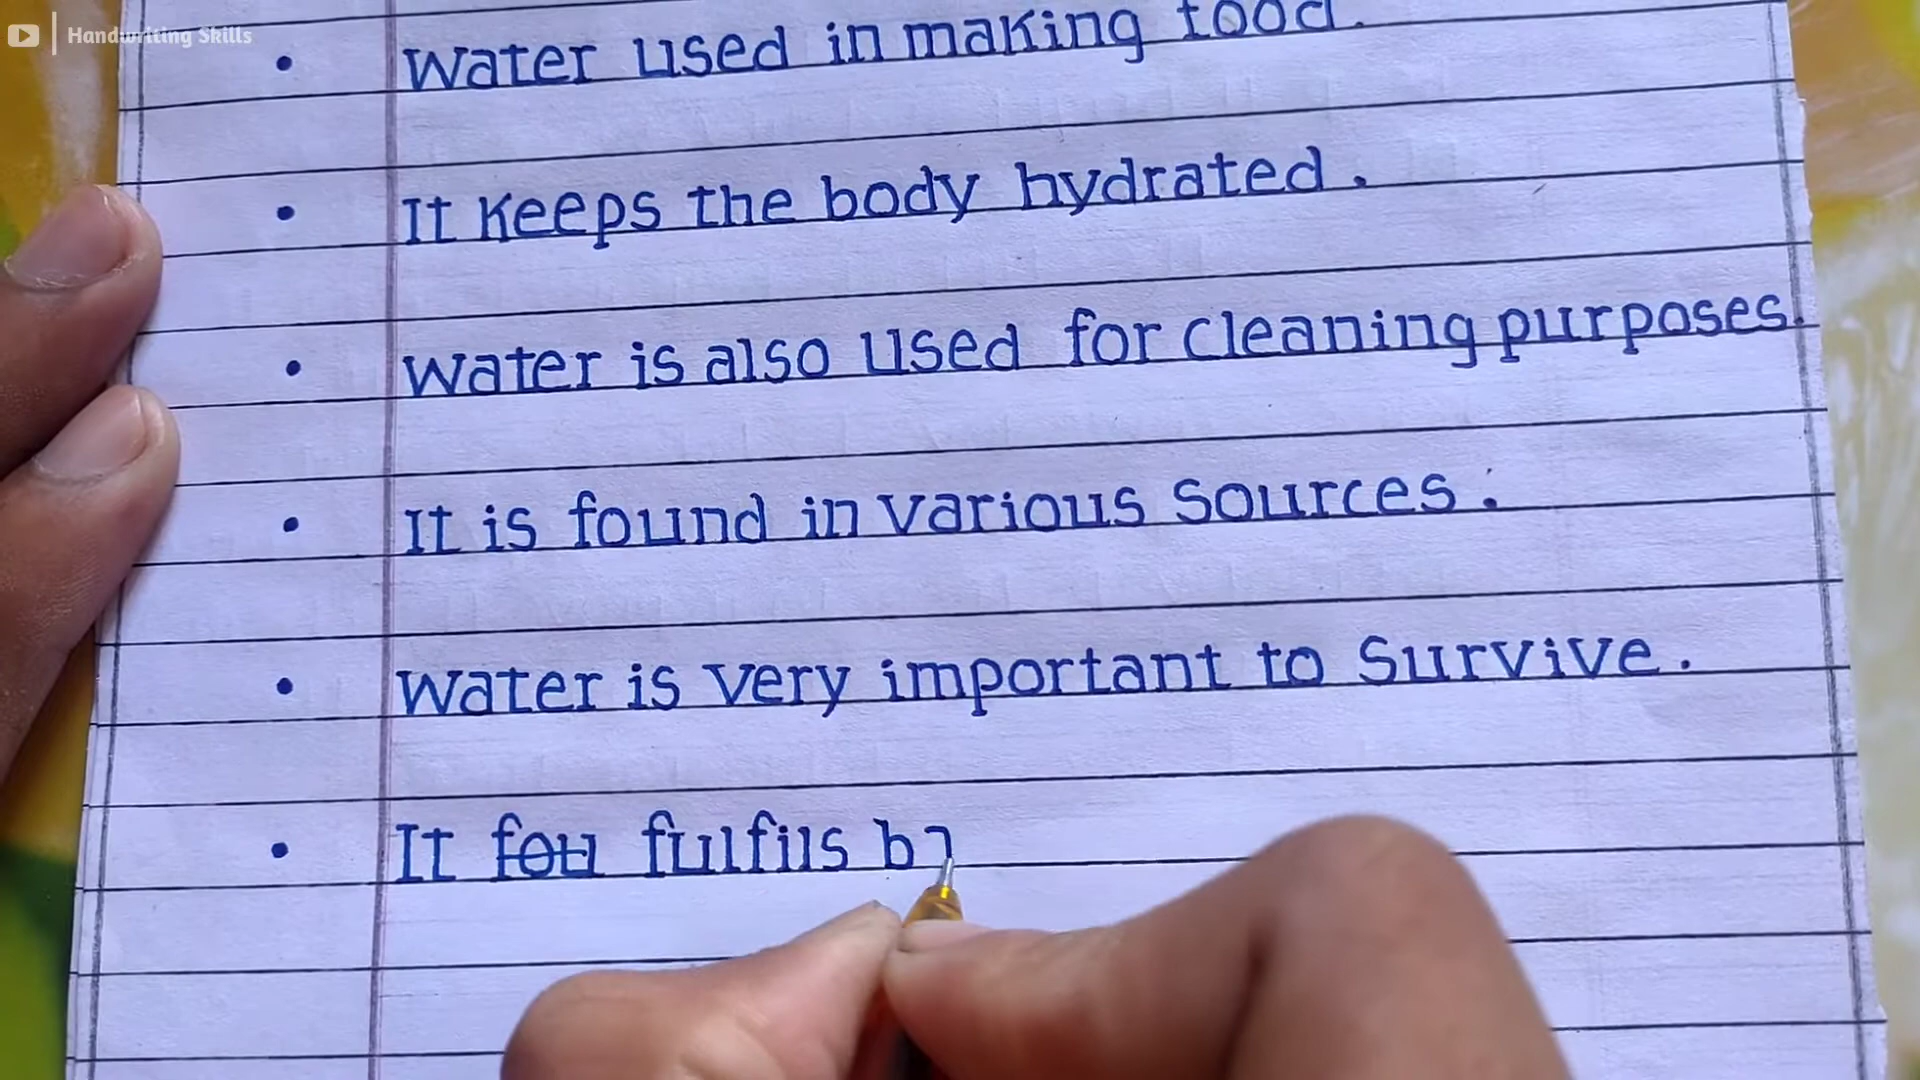 Handwriting Skills
• Water used in making food.
• It keeps the body hydrated.
• Water is also used for cleaning purposes.
• It is found in various sources.
• Water is very important to survive.
• It fou fulfils